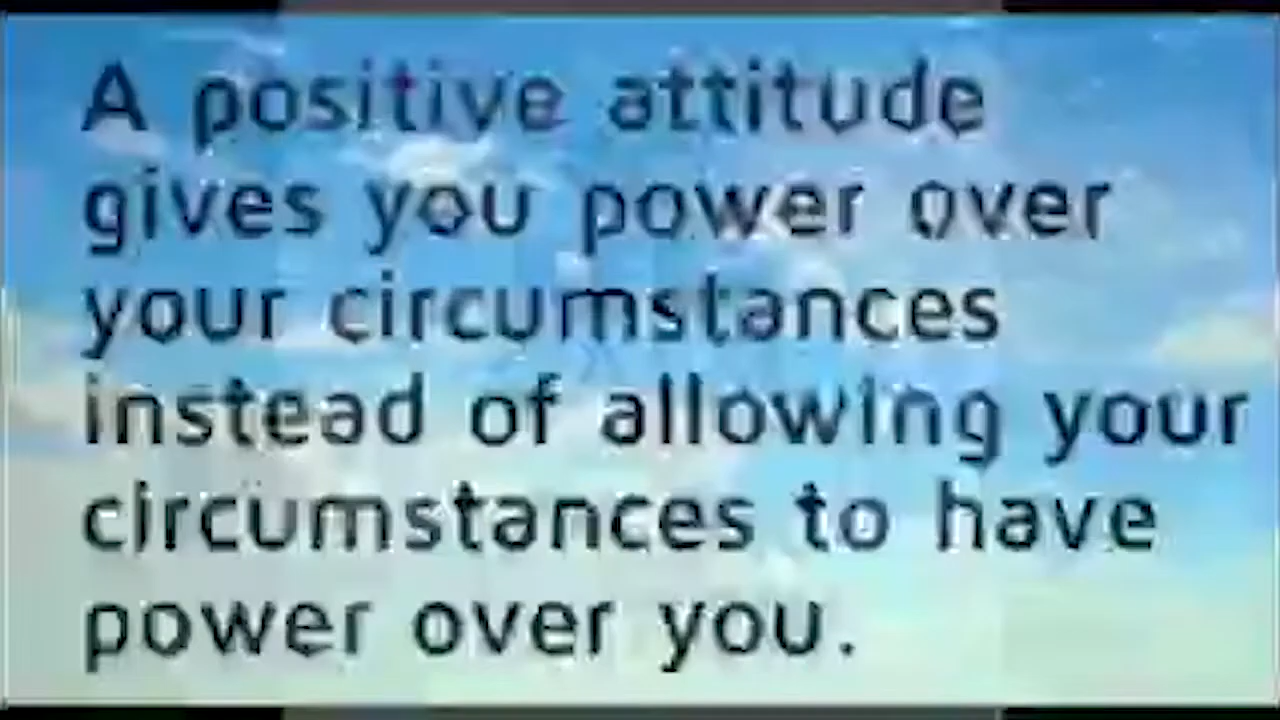 A positive attitude
gives you power over
your circumstances
instead of allowing your
circumstances to have
power over you.